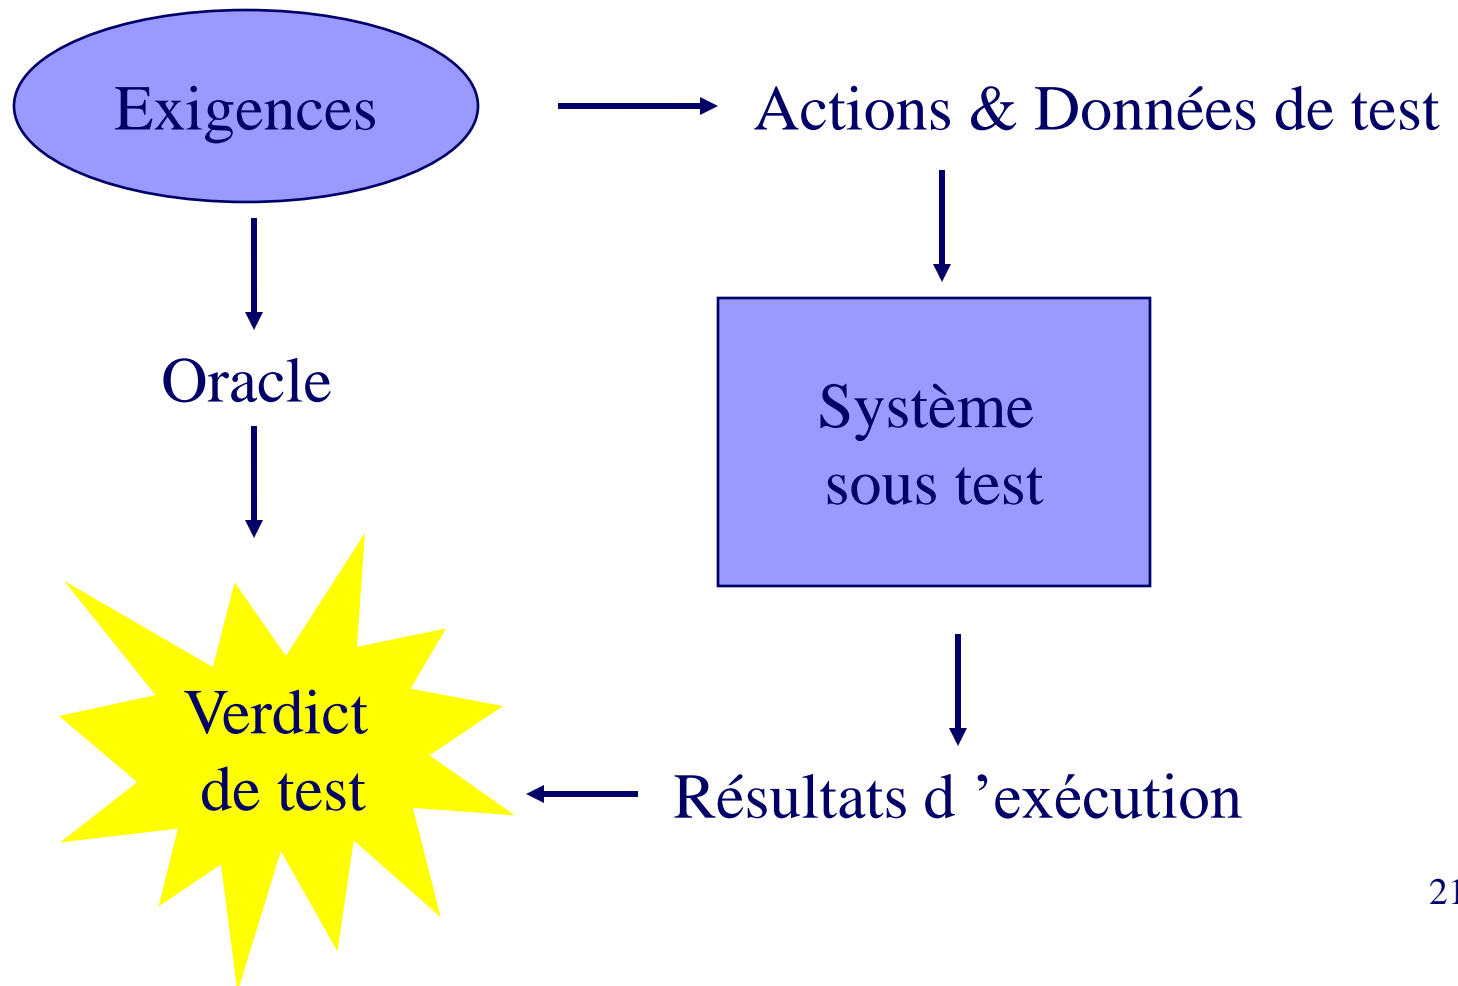 Exigences
Actions & Données de test
Oracle
Système
sous test
Verdict
de test
Résultats d ’exécution
21